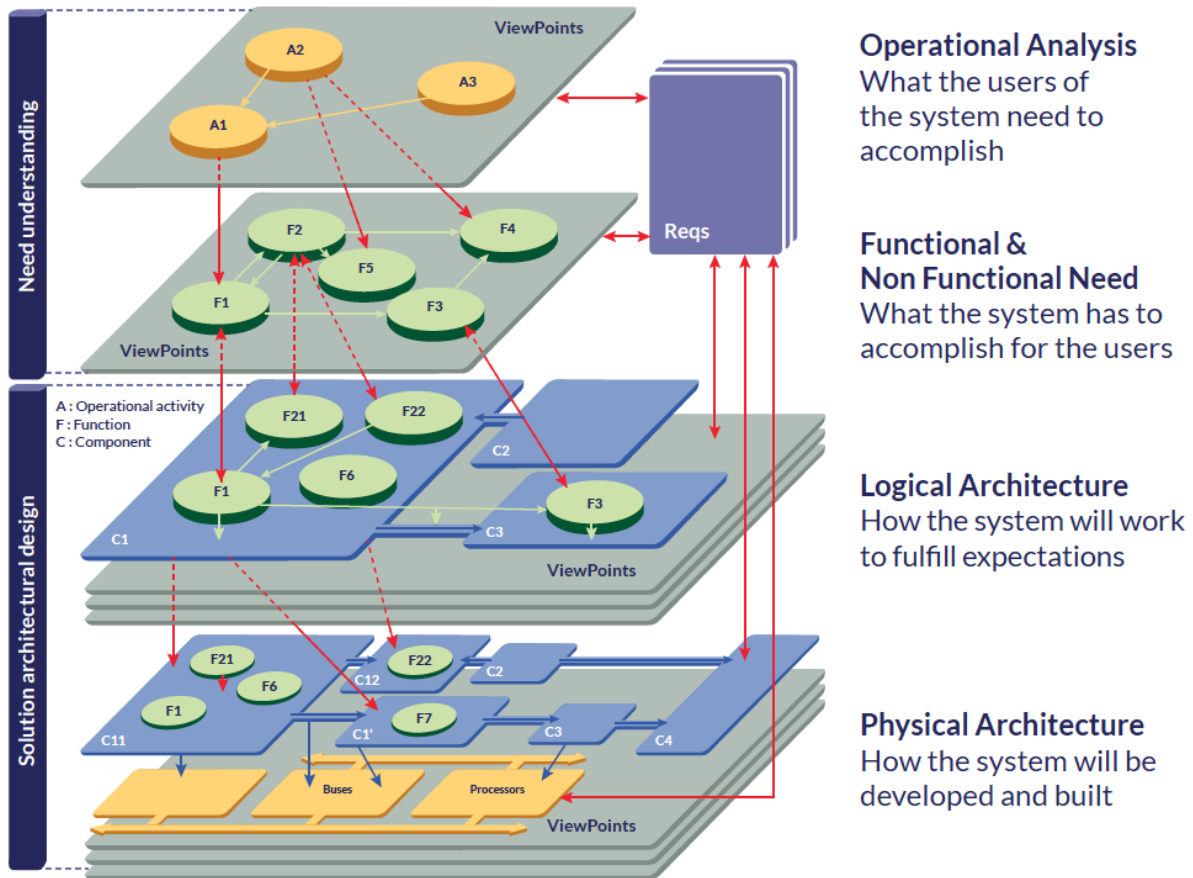 Need understanding
Solution architectural design
ViewPoints
A2
A3
A1
Reqs
F2
F4
F5
F1
F3
ViewPoints
A : Operational activity
F : Function
C : Component
F21
F22
C2
F6
F1
F3
C1
C3
ViewPoints
F21
F22
C2
F6
C12
F1
F7
C11
C1'
C3
C4
Buses
Processors
ViewPoints
Operational Analysis
What the users of
the system need to
accomplish
Functional &
Non Functional Need
What the system has to
accomplish for the users
Logical Architecture
How the system will work
to fulfill expectations
Physical Architecture
How the system will be
developed and built